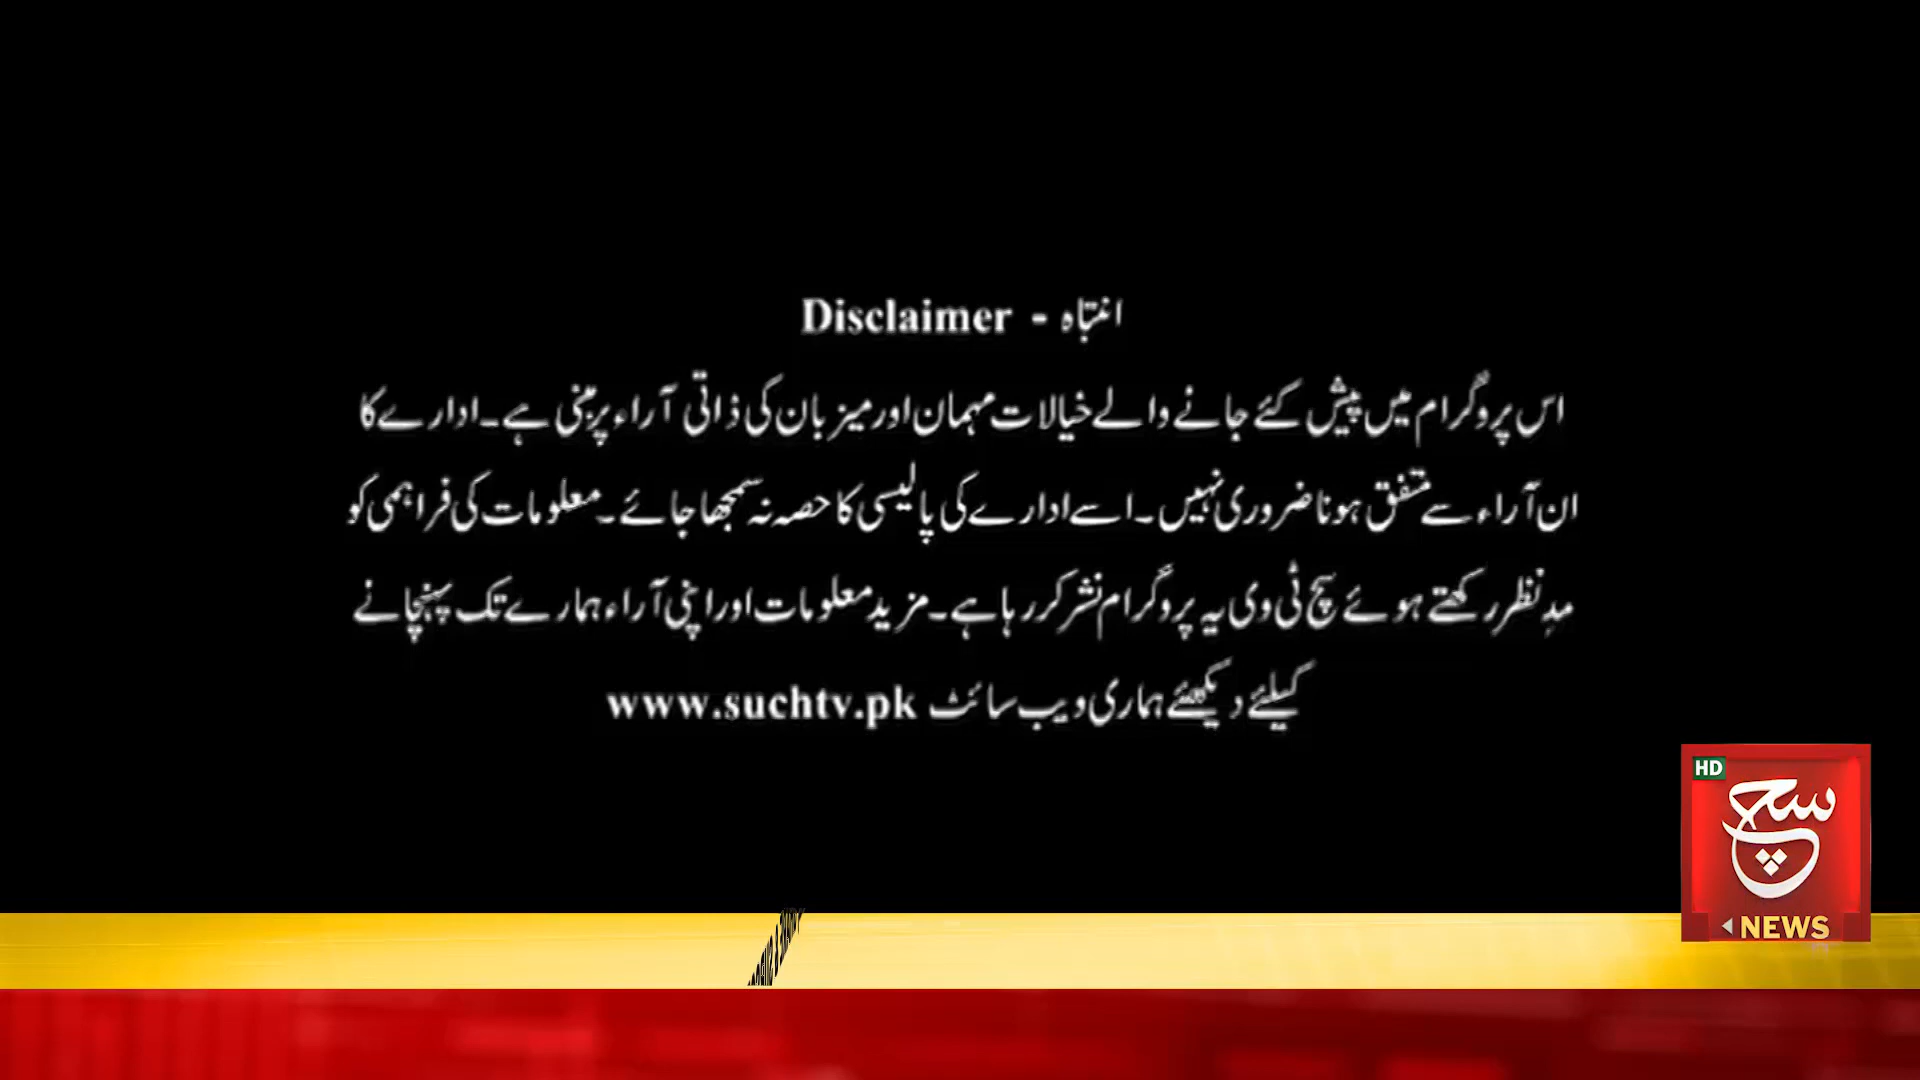 انتباہ - Disclaimer
اس پروگرام میں پیش کئے جانے والے خیالات مہمان اور میزبان کی ذاتی آراء پر مبنی ہے۔ ادارے کا
ان آراء سے متفق ہونا ضروری نہیں۔ اسے ادارے کی پالیسی کا حصہ نہ سمجھا جائے۔ معلومات کی فراہمی کو
مدِنظر رکھتے ہوئے سچ ٹی وی یہ پروگرام نشر کر رہا ہے۔ مزید معلومات اور اپنی آراء ہمارے تک پہنچانے
کیلئے دیکھئے ہماری ویب سائٹ www.suchtv.pk
HD
سچ
NEWS